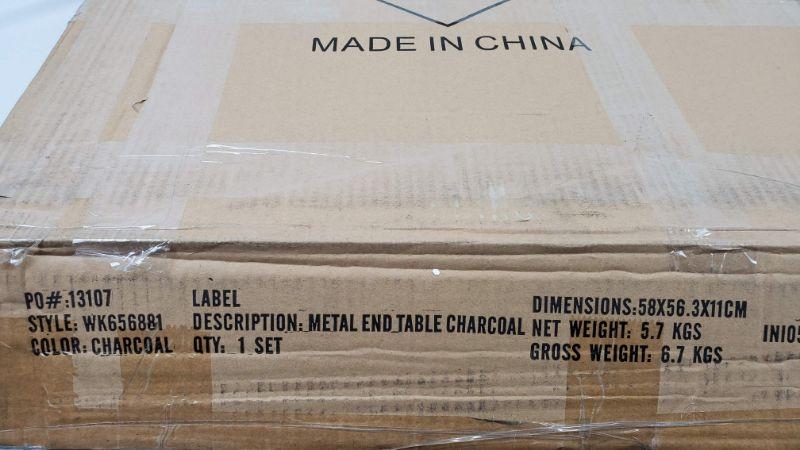 MADE IN CHINA
PO#:13107
STYLE: WK656881
COLOR: CHARCOAL
LABEL
DESCRIPTION: METAL END TABLE CHARCOAL
QTY: 1 SET
DIMENSIONS:58X56.3X11CM
NET WEIGHT: 5.7 KGS
GROSS WEIGHT: 6.7 KGS